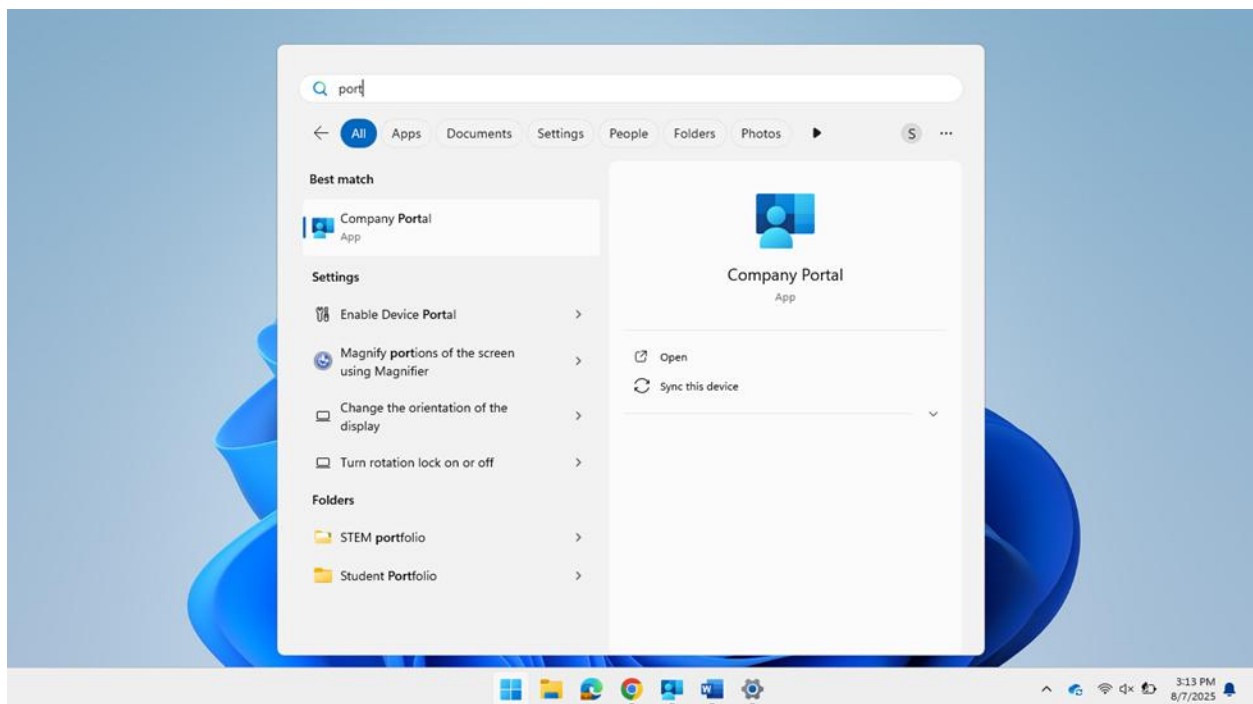 port
All Apps Documents Settings People Folders Photos S ...
Best match
Company Portal
App
Settings
Enable Device Portal
Magnify portions of the screen
using Magnifier
Change the orientation of the
display
Turn rotation lock on or off
Folders
STEM portfolio
Student Portfolio
Company Portal
App
Open
Sync this device
3:13 PM
8/7/2025